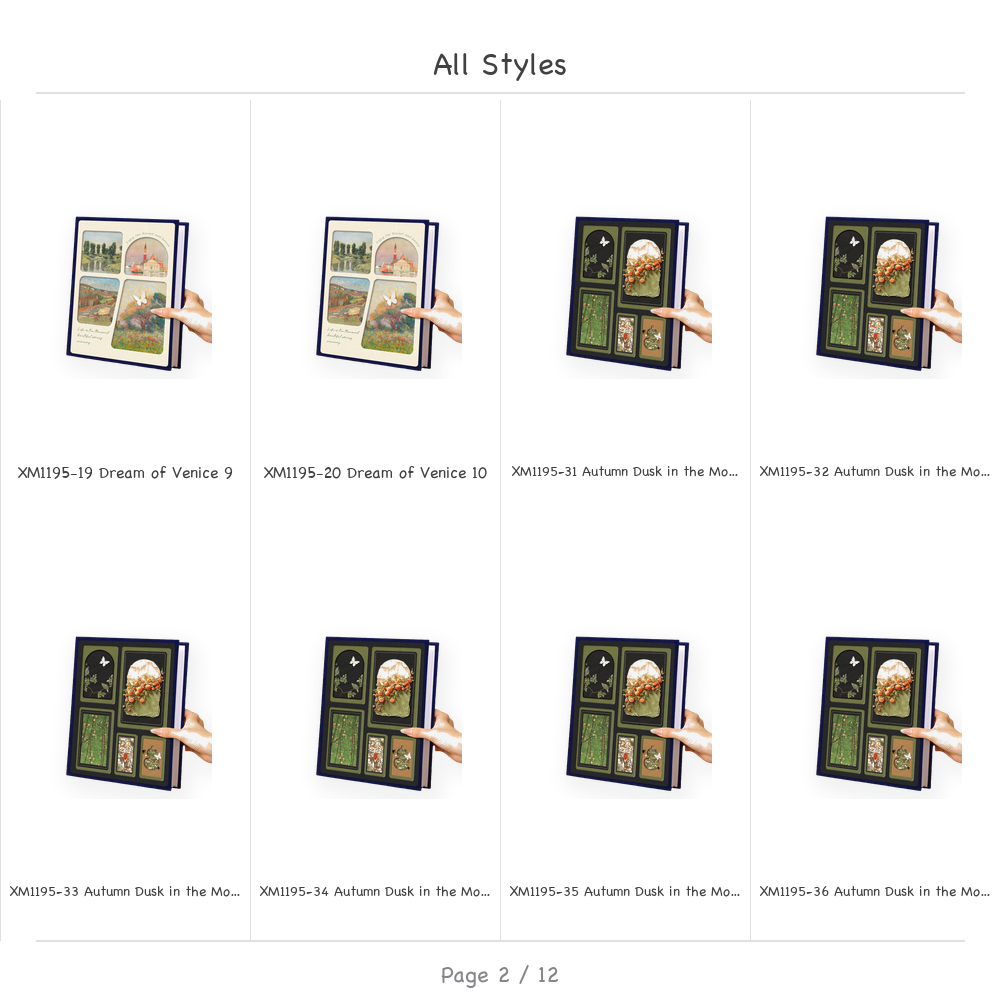 All Styles
XM1195-19 Dream of Venice 9
XM1195-20 Dream of Venice 10
XM1195-31 Autumn Dusk in the Mo...
XM1195-32 Autumn Dusk in the Mo...
XM1195-33 Autumn Dusk in the Mo...
XM1195-34 Autumn Dusk in the Mo...
XM1195-35 Autumn Dusk in the Mo...
XM1195-36 Autumn Dusk in the Mo...
Page 2 / 12